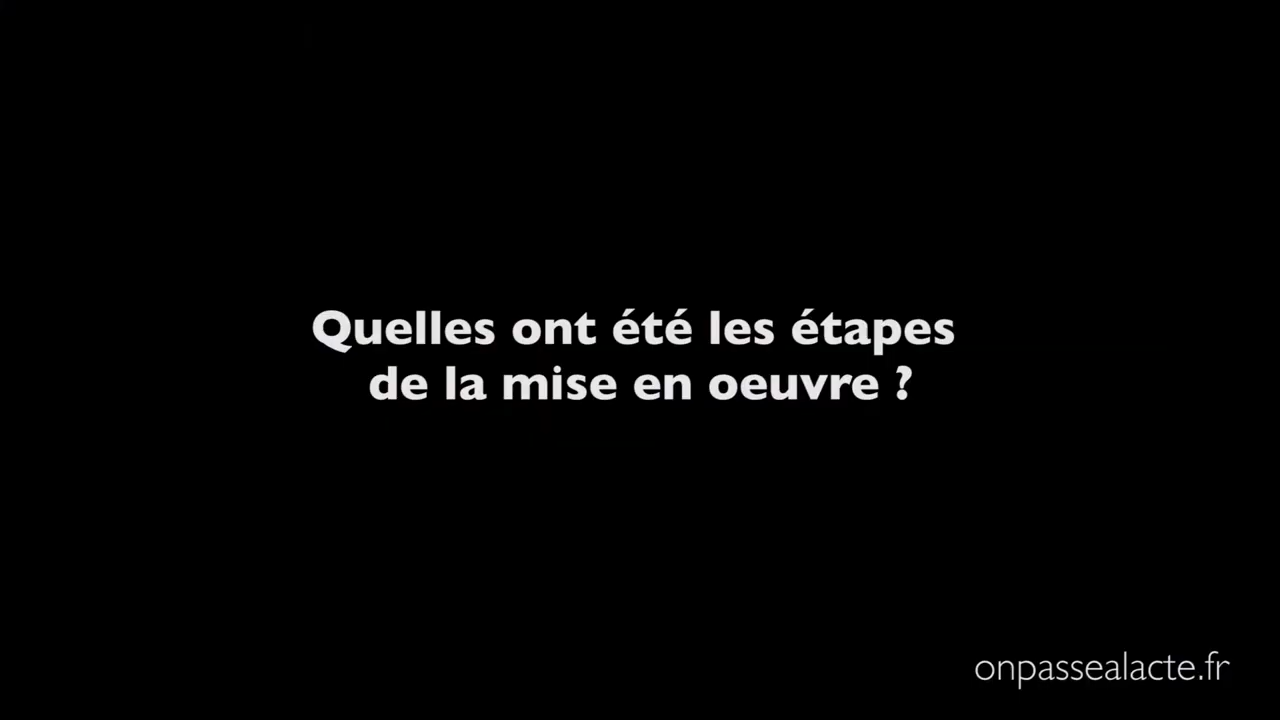 Quelles ont été les étapes
de la mise en oeuvre ?
onpassealacte.fr